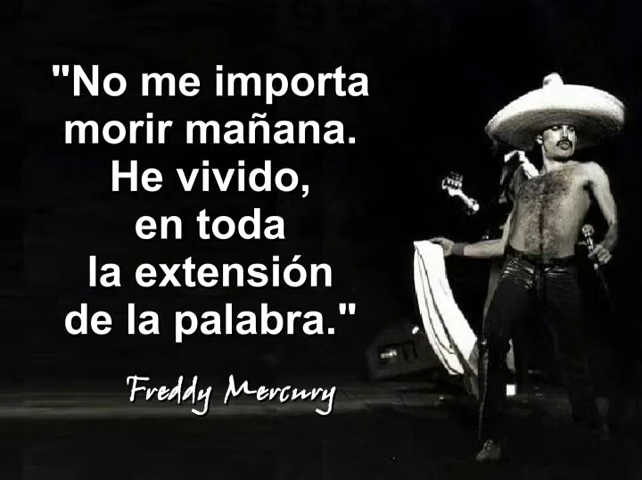 "No me importa
morir mañana.
He vivido,
en toda
la extensión
de la palabra."
Freddy Mercury